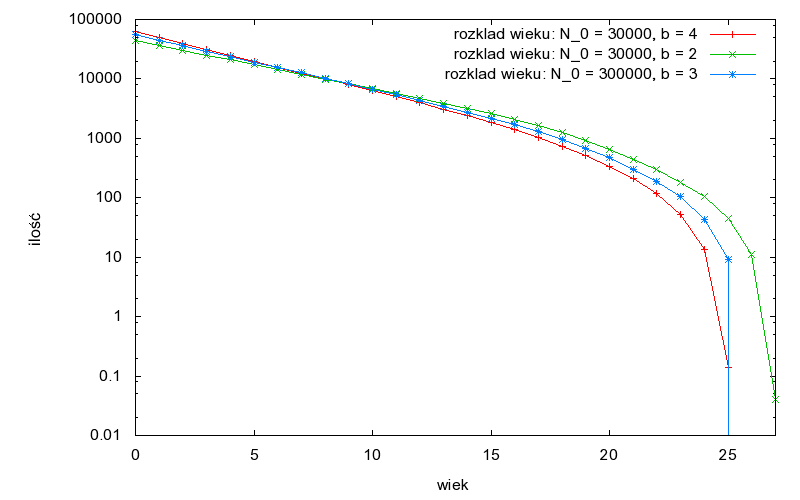 100000
10000
1000
100
10
1
0.1
0.01
ilość
rozklad wieku: N_0 = 30000, b = 4
rozklad wieku: N_0 = 30000, b = 2
rozklad wieku: N_0 = 300000, b = 3
0 5 10 15 20 25
wiek